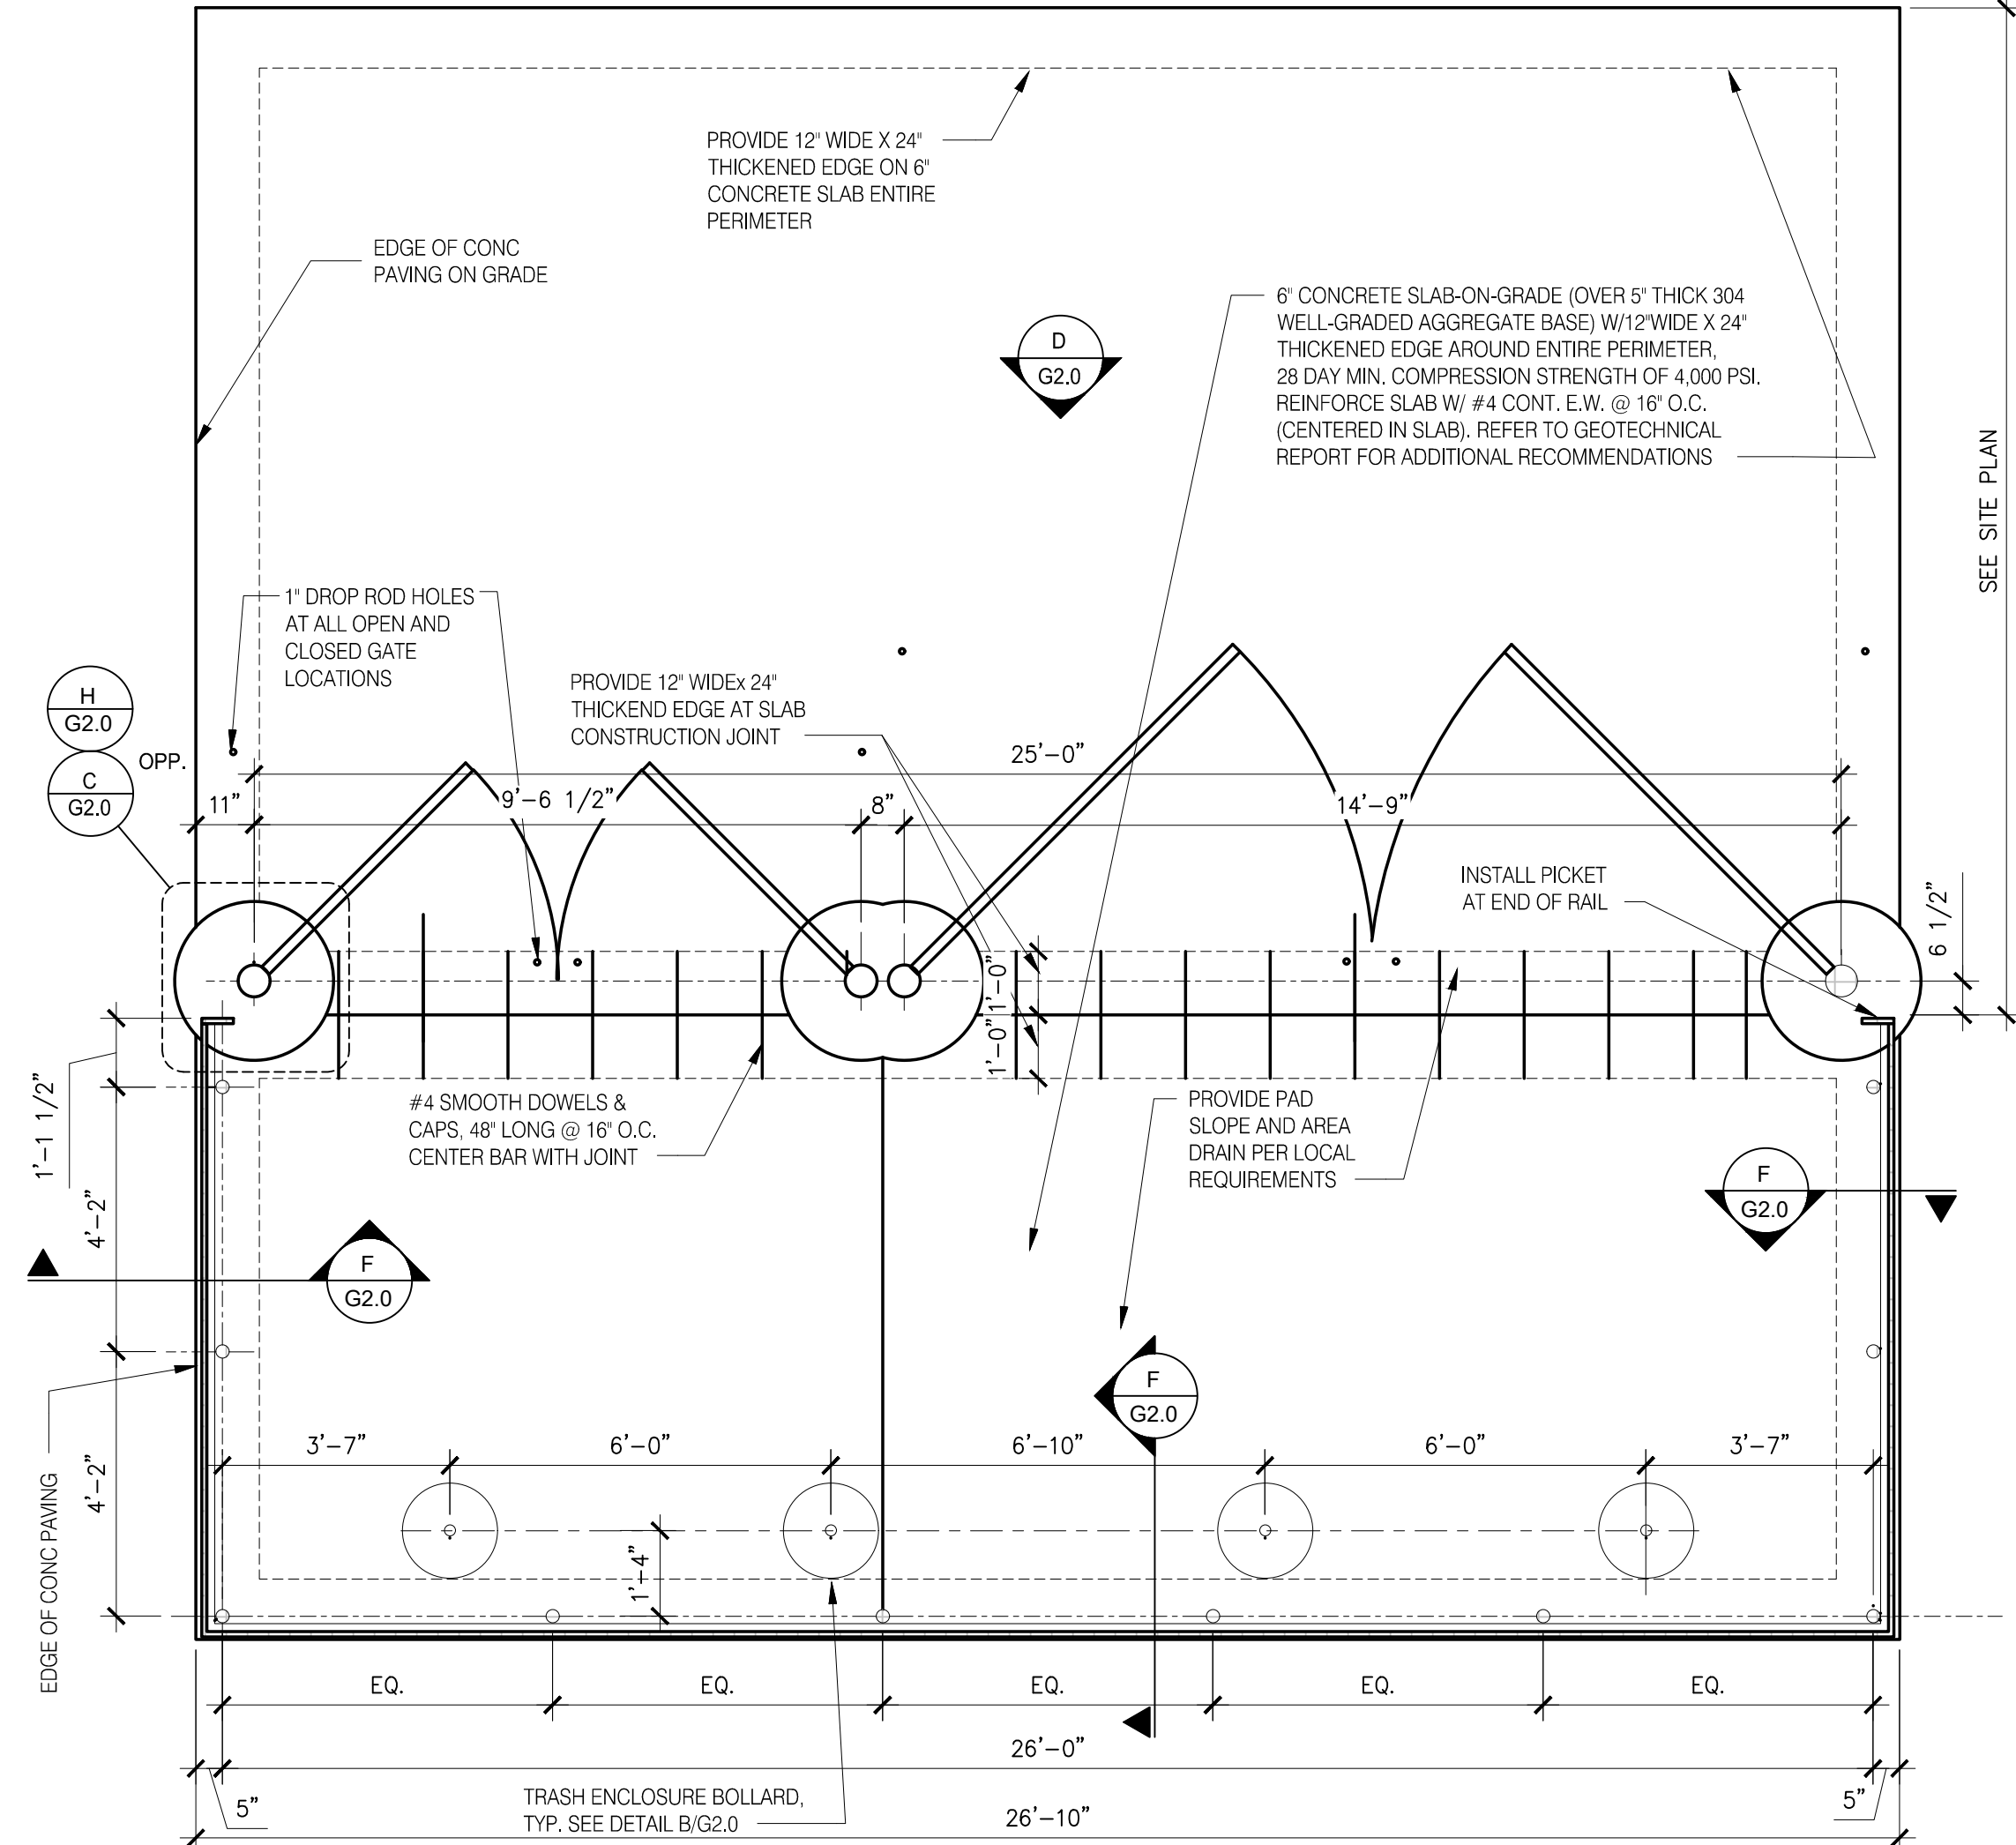 PROVIDE 12" WIDE X 24"
THICKENED EDGE ON 6"
CONCRETE SLAB ENTIRE
PERIMETER
EDGE OF CONC
PAVING ON GRADE
6" CONCRETE SLAB-ON-GRADE (OVER 5" THICK 304
WELL-GRADED AGGREGATE BASE) W/12"WIDE X 24"
THICKENED EDGE AROUND ENTIRE PERIMETER,
28 DAY MIN. COMPRESSION STRENGTH OF 4,000 PSI.
REINFORCE SLAB W/ #4 CONT. E.W. @ 16" O.C.
(CENTERED IN SLAB). REFER TO GEOTECHNICAL
REPORT FOR ADDITIONAL RECOMMENDATIONS
D
G2.0
SEE SITE PLAN
1" DROP ROD HOLES
AT ALL OPEN AND
CLOSED GATE
LOCATIONS
PROVIDE 12" WIDEx 24"
THICKEND EDGE AT SLAB
CONSTRUCTION JOINT
H
G2.0
OPP.
C
G2.0
25'-0"
11"
9'-6 1/2"
8"
14'-9"
INSTALL PICKET
AT END OF RAIL
6 1/2"
1'-0"
1'-0"
1'-1 1/2"
#4 SMOOTH DOWELS &
CAPS, 48" LONG @ 16" O.C.
CENTER BAR WITH JOINT
PROVIDE PAD
SLOPE AND AREA
DRAIN PER LOCAL
REQUIREMENTS
F
G2.0
4'-2"
F
G2.0
F
G2.0
3'-7"
6'-0"
6'-10"
6'-0"
3'-7"
4'-2"
EDGE OF CONC PAVING
1'-4"
EQ.
EQ.
EQ.
EQ.
EQ.
26'-0"
5"
TRASH ENCLOSURE BOLLARD,
TYP. SEE DETAIL B/G2.0
26'-10"
5"